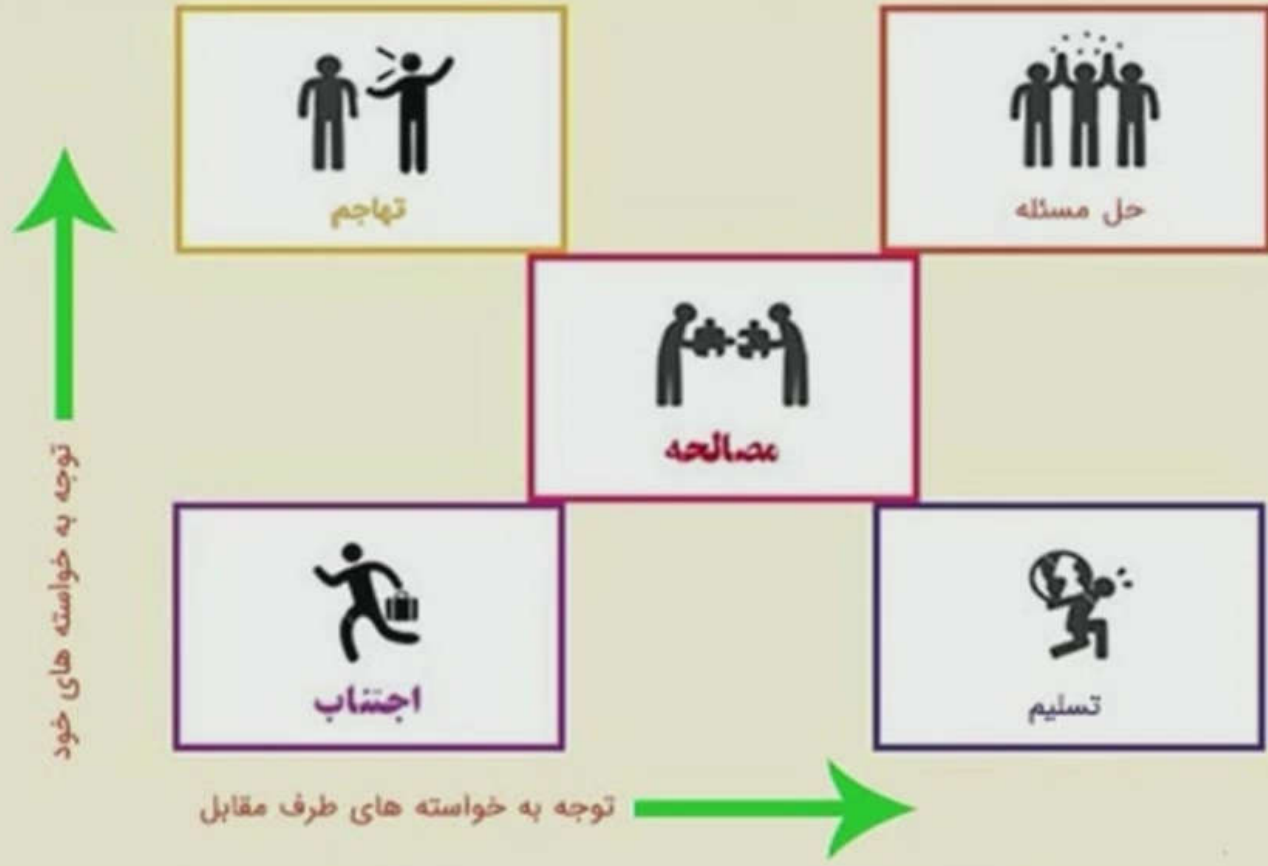 حل مسئله
تهاجم
مصالحه
تسلیم
اجتناب
توجه به خواسته های خود
توجه به خواسته های طرف مقابل